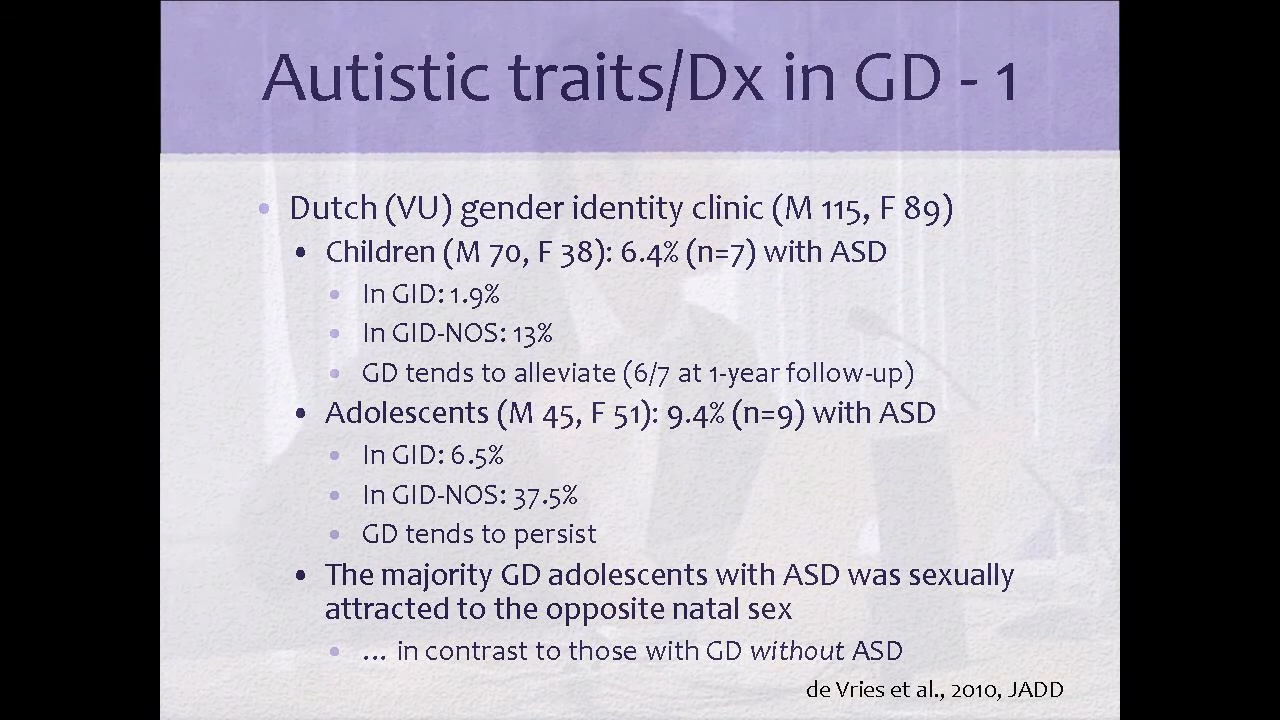 Autistic traits/Dx in GD - 1
• Dutch (VU) gender identity clinic (M 115, F 89)
• Children (M 70, F 38): 6.4% (n=7) with ASD
• In GID: 1.9%
• In GID-NOS: 13%
• GD tends to alleviate (6/7 at 1-year follow-up)
• Adolescents (M 45, F 51): 9.4% (n=9) with ASD
• In GID: 6.5%
• In GID-NOS: 37.5%
• GD tends to persist
• The majority GD adolescents with ASD was sexually
attracted to the opposite natal sex
• … in contrast to those with GD without ASD
de Vries et al., 2010, JADD